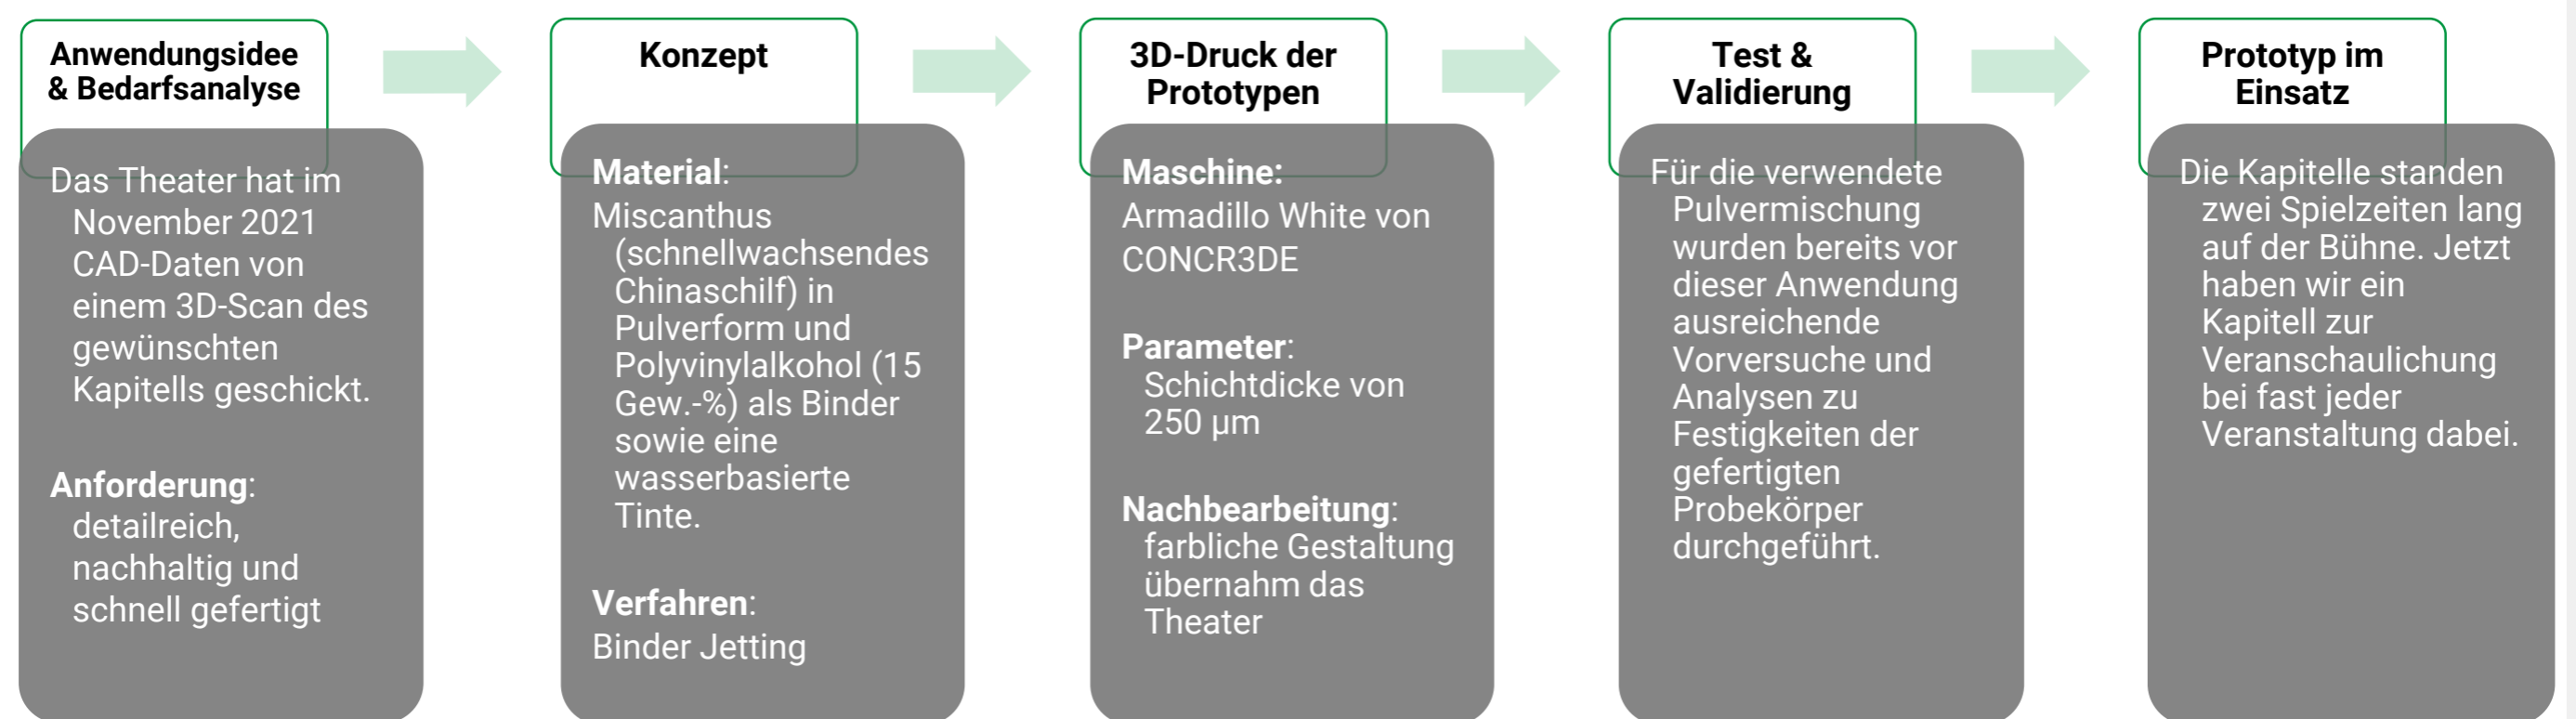 Anwendungsidee
& Bedarfsanalyse
Das Theater hat im
November 2021
CAD-Daten von
einem 3D-Scan des
gewünschten
Kapitells geschickt.
Anforderung:
detailreich,
nachhaltig und
schnell gefertigt
Konzept
Material:
Miscanthus
(schnellwachsendes
Chinaschilf) in
Pulverform und
Polyvinylalkohol (15
Gew.-%) als Binder
sowie eine
wasserbasierte
Tinte.
Verfahren:
Binder Jetting
3D-Druck der
Prototypen
Maschine:
Armadillo White von
CONCR3DE
Parameter:
Schichtdicke von
250 µm
Nachbearbeitung:
farbliche Gestaltung
übernahm das
Theater
Test &
Validierung
Für die verwendete
Pulvermischung
wurden bereits vor
dieser Anwendung
ausreichende
Vorversuche und
Analysen zu
Festigkeiten der
gefertigten
Probekörper
durchgeführt.
Prototyp im
Einsatz
Die Kapitelle standen
zwei Spielzeiten lang
auf der Bühne. Jetzt
haben wir ein
Kapitell zur
Veranschaulichung
bei fast jeder
Veranstaltung dabei.